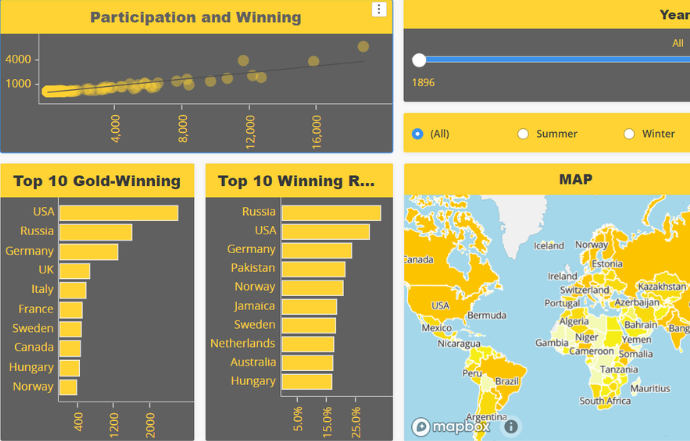 Participation and Winning
4000
1000
4,000
8,000
12,000
16,000
Year
All
1896
(All)
Summer
Winter
Top 10 Gold-Winning
USA
Russia
Germany
UK
Italy
France
Sweden
Canada
Hungary
Norway
400
1200
2000
Top 10 Winning R...
Russia
USA
Germany
Pakistan
Norway
Jamaica
Sweden
Netherlands
Australia
Hungary
5.0%
15.0%
25.0%
MAP
Iceland
Norway
Canada
Estonia
Ireland
Switzerland
Kazakhstan
USA
Portugal
Azerbaijan
Bermuda
Mexico
Algeria
Bahrain
Bang
Nicaragua
Gambia
Niger
Yemen
Cameroon
Somalia
Peru
Tanzania
Brazil
Mauritius
South Africa
Argentina
mapbox